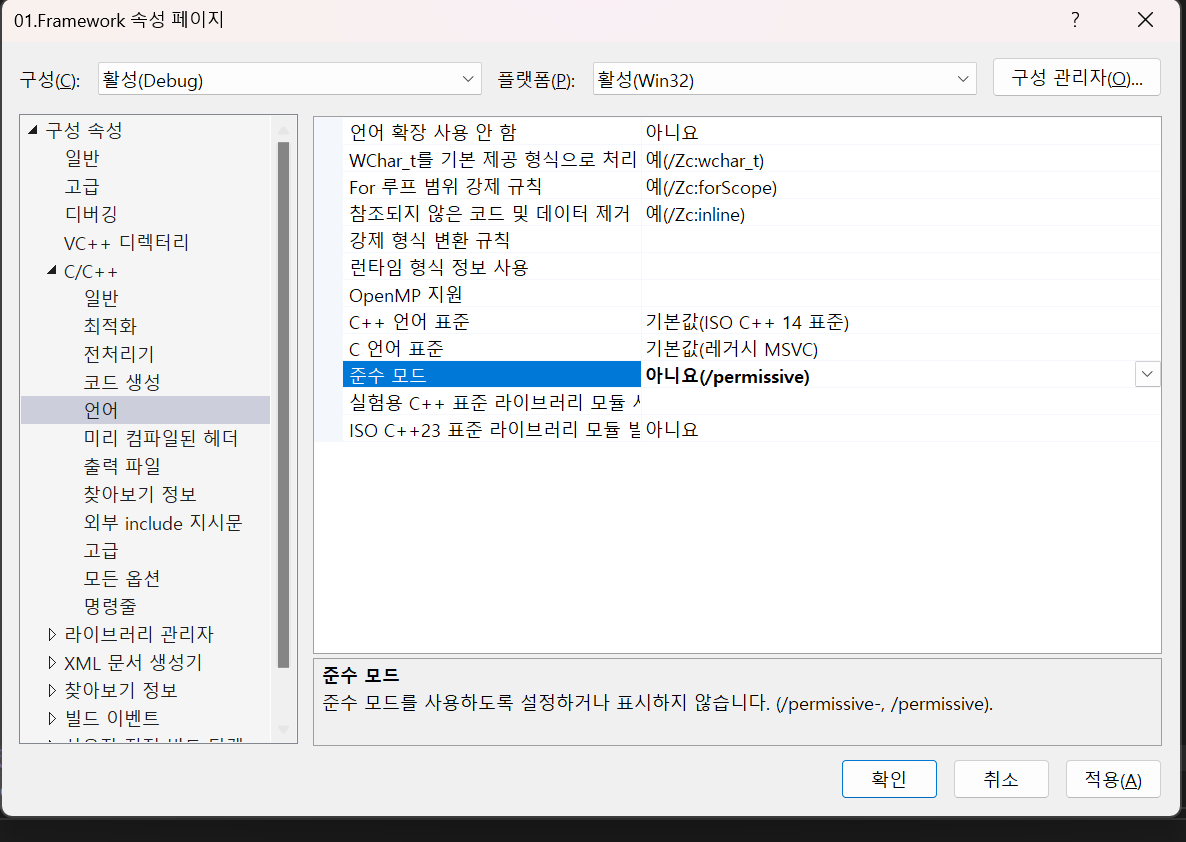 01.Framework 속성 페이지
구성(C): 활성(Debug) 플랫폼(P): 활성(Win32) 구성 관리자(O)...
구성 속성
일반
고급
디버깅
VC++ 디렉터리
C/C++
일반
최적화
전처리기
코드 생성
언어
미리 컴파일된 헤더
출력 파일
찾아보기 정보
외부 include 지시문
고급
모든 옵션
명령줄
라이브러리 관리자
XML 문서 생성기
찾아보기 정보
빌드 이벤트
언어 확장 사용 안 함 아니요
WChar_t를 기본 제공 형식으로 처리 예(/Zc:wchar_t)
For 루프 범위 강제 규칙 예(/Zc:forScope)
참조되지 않은 코드 및 데이터 제거 예(/Zc:inline)
강제 형식 변환 규칙
런타임 형식 정보 사용
OpenMP 지원
C++ 언어 표준 기본값(ISO C++ 14 표준)
C 언어 표준 기본값(레거시 MSVC)
준수 모드 아니요(/permissive)
실험용 C++ 표준 라이브러리 모듈
ISO C++23 표준 라이브러리 모듈 빌 아니요
준수 모드
준수 모드를 사용하도록 설정하거나 표시하지 않습니다. (/permissive-, /permissive).
확인 취소 적용(A)